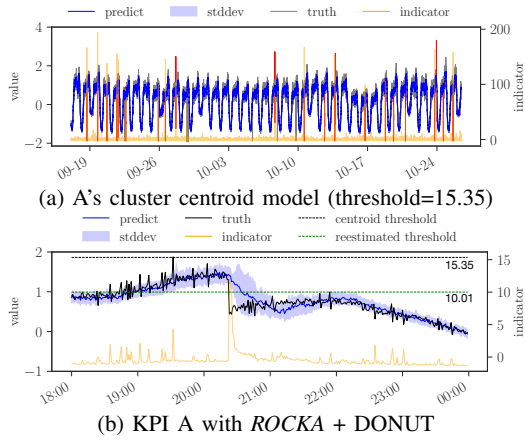 predict stddev truth indicator
4
2
0
−2
value
200
100
0
indicator
09-19 09-26 10-03 10-10 10-17 10-24
(a) A's cluster centroid model (threshold=15.35)
predict truth centroid threshold
stddev indicator reestimated threshold
2
1
0
−1
value
15.35
10.01
15
10
5
0
indicator
18:00 19:00 20:00 21:00 22:00 23:00 00:00
(b) KPI A with ROCKA + DONUT